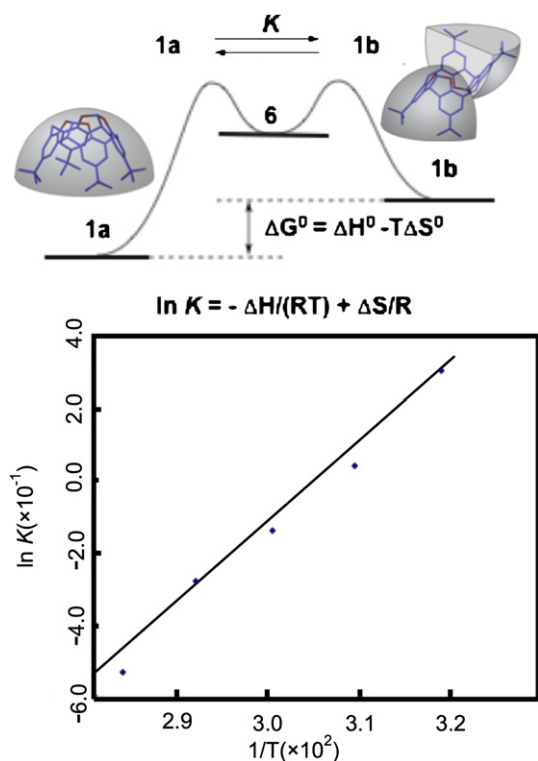 1a K 1b
6
1b
1a
ΔG⁰ = ΔH⁰ -TΔS⁰
ln K = - ΔH/(RT) + ΔS/R
4.0
2.0
0.0
-2.0
-4.0
-6.0
ln K(×10⁻¹)
2.9 3.0 3.1 3.2
1/T(×10²)